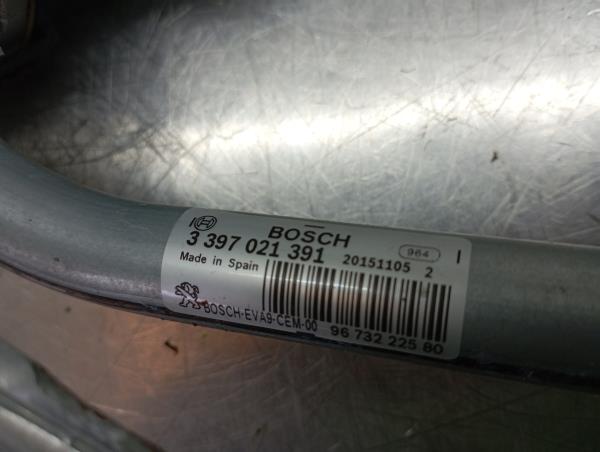 BOSCH
3 397 021 391
964
I
Made in Spain
20151105 2
BOSCH-EVA9-CEM-00
96 732 225 80